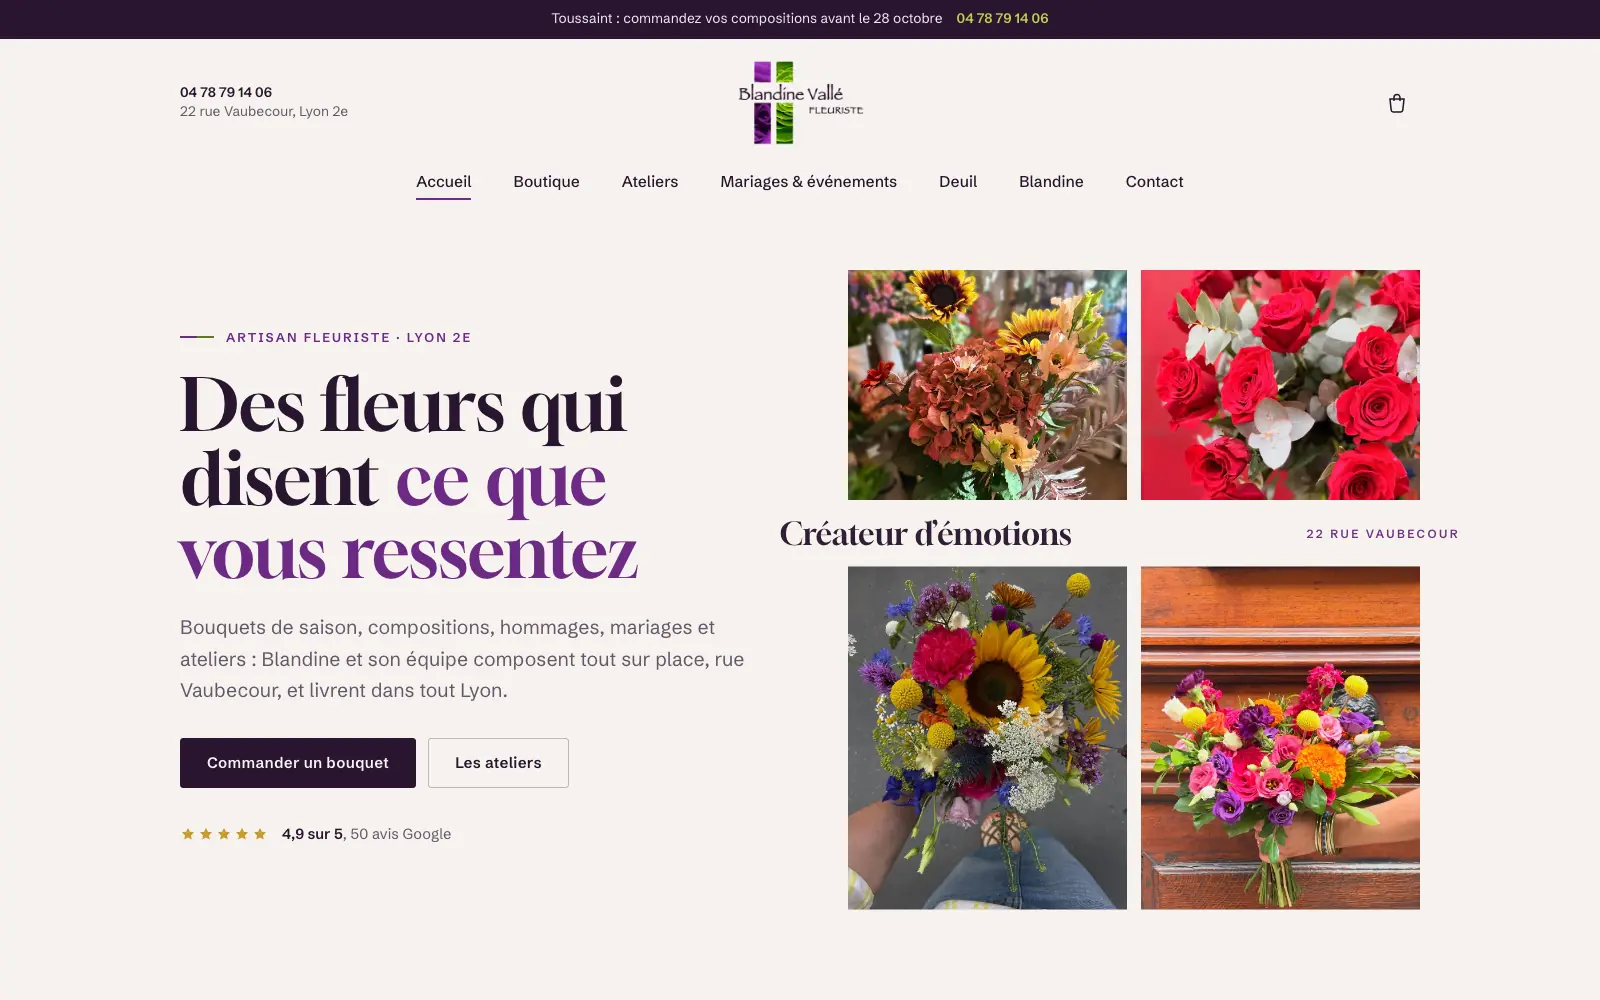 Toussaint : commandez vos compositions avant le 28 octobre 04 78 79 14 06
04 78 79 14 06
22 rue Vaubecour, Lyon 2e
Blandine Vallé
FLEURISTE
Accueil Boutique Ateliers Mariages & événements Deuil Blandine Contact
ARTISAN FLEURISTE · LYON 2E
Des fleurs qui
disent ce que
vous ressentez
Bouquets de saison, compositions, hommages, mariages et
ateliers : Blandine et son équipe composent tout sur place, rue
Vaubecour, et livrent dans tout Lyon.
Commander un bouquet Les ateliers
4,9 sur 5, 50 avis Google
Créateur d'émotions 22 RUE VAUBECOUR